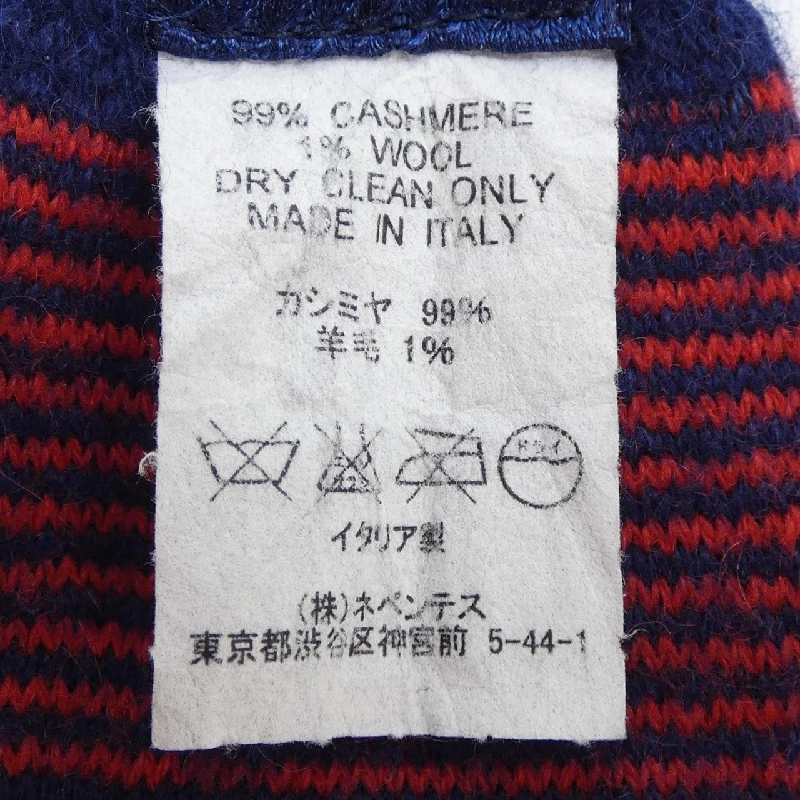 99% CASHMERE
1% WOOL
DRY CLEAN ONLY
MADE IN ITALY
カシミヤ 99%
羊毛 1%
ドライ
イタリア製
(株)ネペンテス
東京都渋谷区神宮前 5-44-1